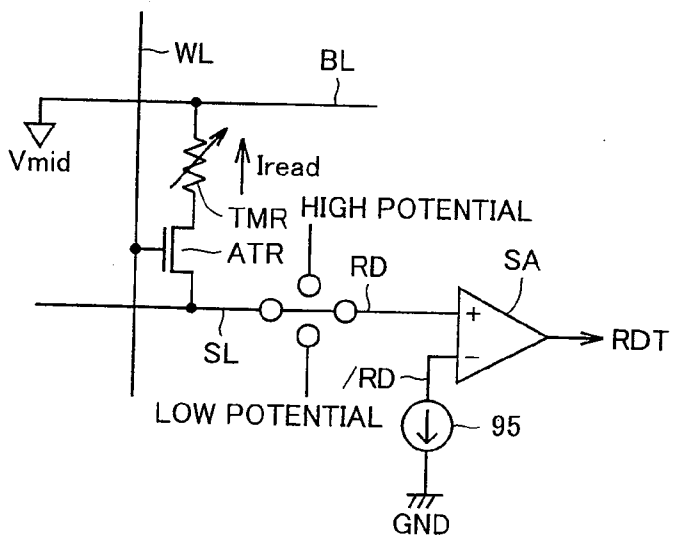 WL
BL
Vmid
Iread
TMR
HIGH POTENTIAL
ATR
RD
SA
+
SL
RDT
−
/RD
LOW POTENTIAL
95
GND